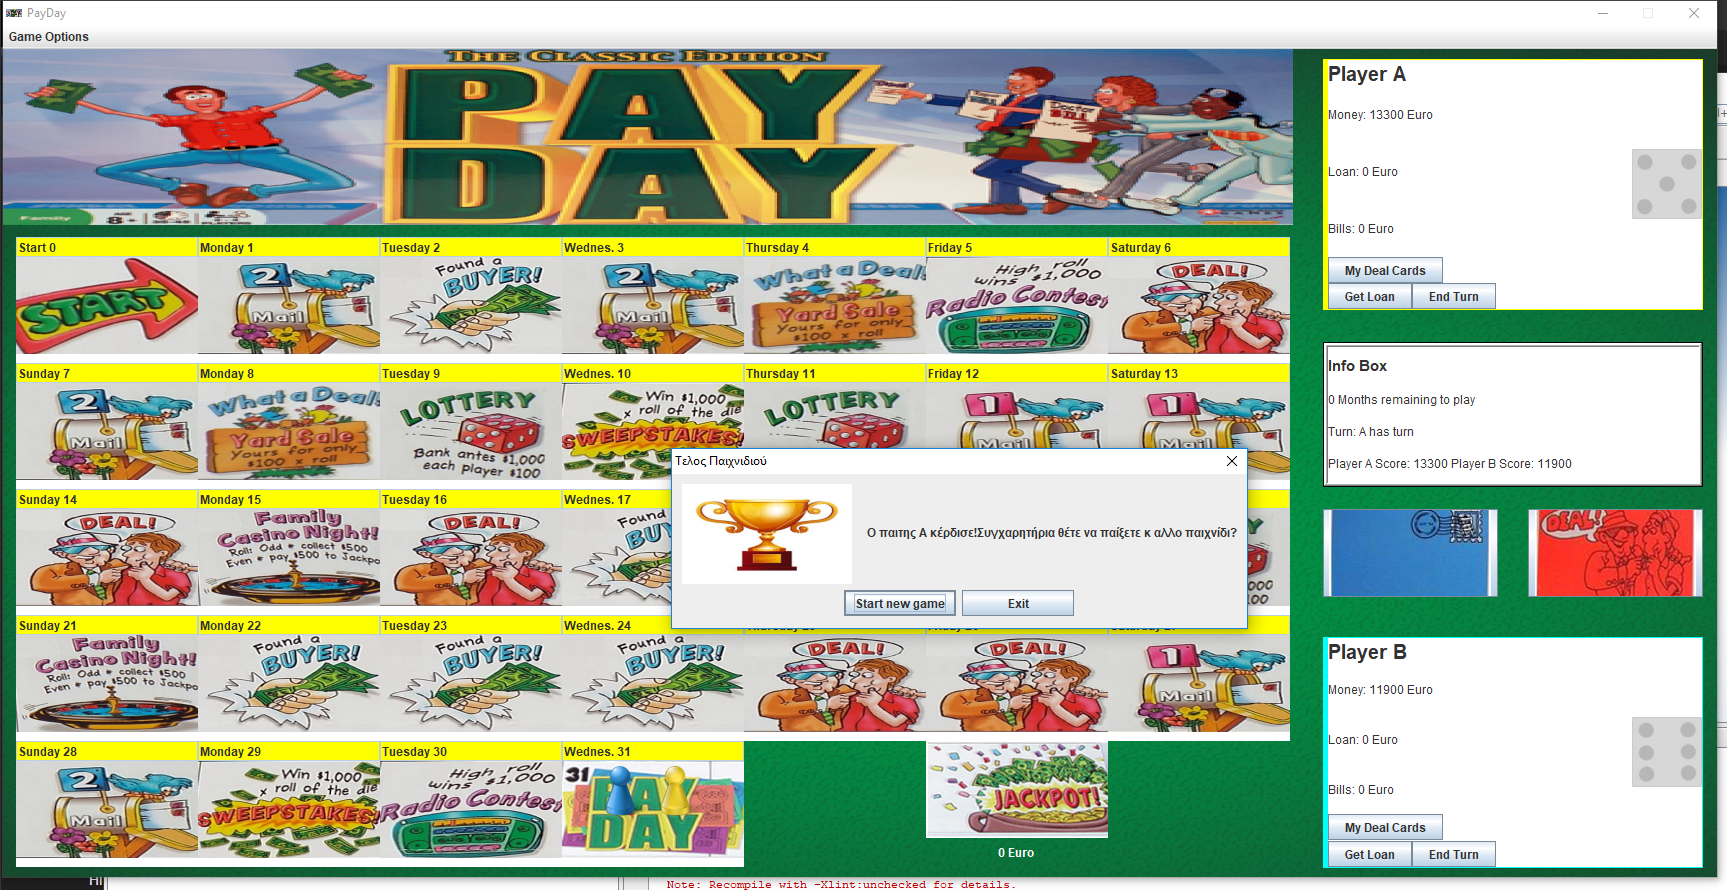 PayDay
Game Options
THE CLASSIC EDITION
PAY
DAY
Doctor
BILL
Family
8+
Player A
Money: 13300 Euro
Loan: 0 Euro
Bills: 0 Euro
My Deal Cards
Get Loan
End Turn
Start 0
Monday 1
Tuesday 2
Wednes. 3
Thursday 4
Friday 5
Saturday 6
START
2
Mail
Found a
BUYER!
2
Mail
What a Deal!
Yard Sale
Yours for only
$100 x roll
High roll
wins $1,000
Radio Contest
DEAL!
Sunday 7
Monday 8
Tuesday 9
Wednes. 10
Thursday 11
Friday 12
Saturday 13
2
Mail
What a Deal!
Yard Sale
Yours for only
$100 x roll
LOTTERY
Bank antes $1,000
each player $100
Win $1,000
x roll of the die
SWEEPSTAKES!
LOTTERY
1
Mail
1
Mail
Info Box
0 Months remaining to play
Turn: A has turn
Player A Score: 13300 Player B Score: 11900
Τελος Παιχνιδιού
Ο παιτης Α κέρδισε!Συγχαρητήρια θέτε να παίξετε κ αλλο παιχνίδι?
Start new game
Exit
Sunday 14
Monday 15
Tuesday 16
Wednes. 17
DEAL!
Family
Casino Night!
Roll: Odd = collect $500
Even = pay $500 to Jackpo
DEAL!
Found
BU
DEAL!
Sunday 21
Monday 22
Tuesday 23
Wednes. 24
Family
Casino Night!
Roll: Odd = collect $500
Even = pay $500 to Jackpo
Found a
BUYER!
Found a
BUYER!
Found a
BUYER!
DEAL!
DEAL!
1
Mail
Sunday 28
Monday 29
Tuesday 30
Wednes. 31
2
Mail
Win $1,000
x roll of the die
SWEEPSTAKES!
High roll
wins $1,000
Radio Contest
31
PAY
DAY
JACKPOT!
0 Euro
Player B
Money: 11900 Euro
Loan: 0 Euro
Bills: 0 Euro
My Deal Cards
Get Loan
End Turn
Note: Recompile with -Xlint:unchecked for details.